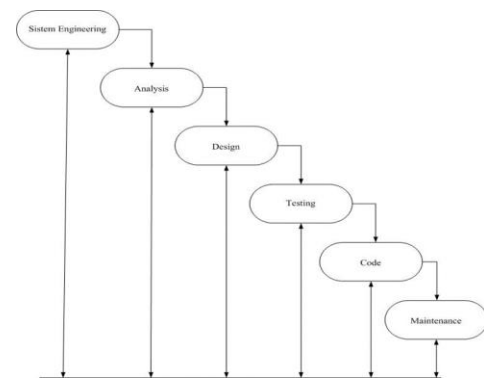 Sistem Engineering
Analysis
Design
Testing
Code
Maintenance